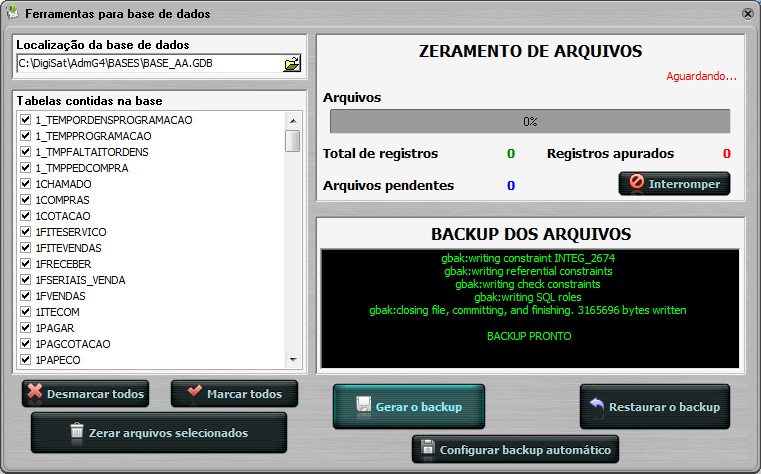 Ferramentas para base de dados
Localização da base de dados
C:\DigiSat\AdmG4\BASES\BASE_AA.GDB
Tabelas contidas na base
1_TEMPORDENSPROGRAMACAO
1_TEMPPROGRAMACAO
1_TMPFALTAITORDENS
1_TMPPEDCOMPRA
1CHAMADO
1COMPRAS
1COTACAO
1FITESERVICO
1FITEVENDAS
1FRECEBER
1FSERIAIS_VENDA
1FVENDAS
1ITECOM
1PAGAR
1PAGCOTACAO
1PAPECO
Desmarcar todos
Marcar todos
Zerar arquivos selecionados
ZERAMENTO DE ARQUIVOS
Aguardando...
Arquivos
0%
Total de registros 0 Registros apurados 0
Arquivos pendentes 0 Interromper
BACKUP DOS ARQUIVOS
gbak:writing constraint INTEG_2674
gbak:writing referential constraints
gbak:writing check constraints
gbak:writing SQL roles
gbak:closing file, committing, and finishing. 3165696 bytes written
BACKUP PRONTO
Gerar o backup
Restaurar o backup
Configurar backup automático